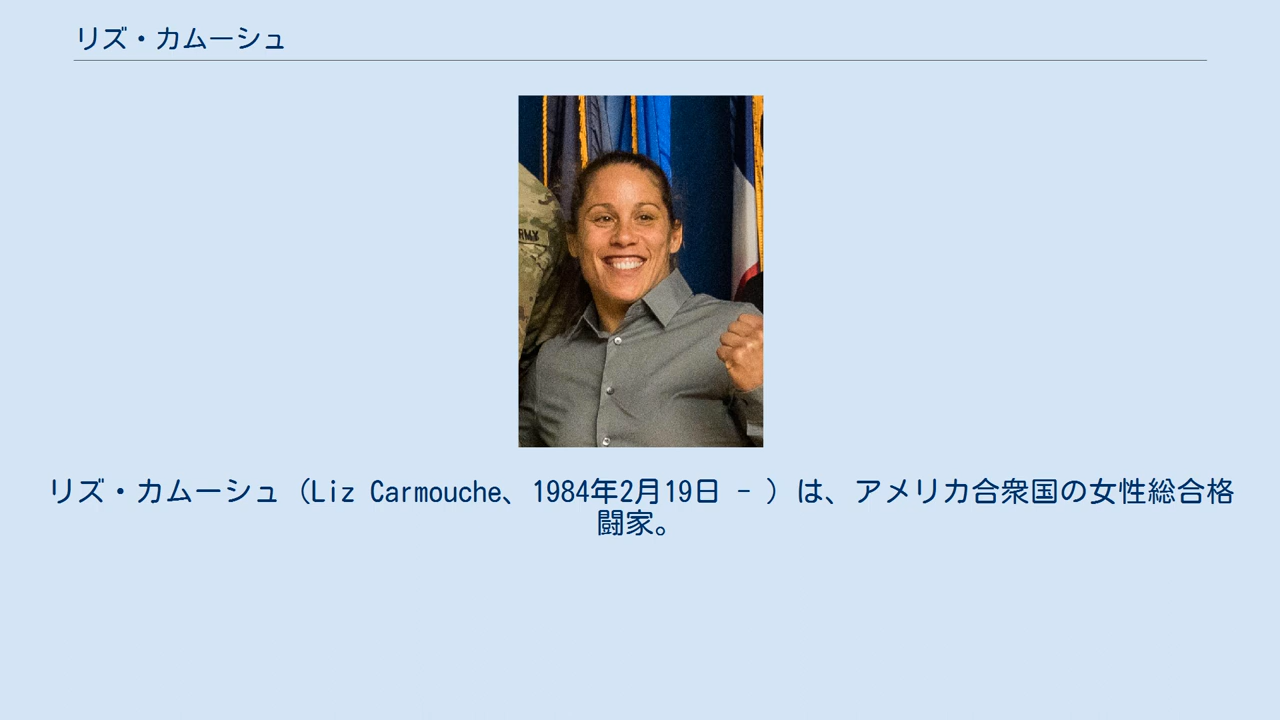 リズ・カムーシュ
RMY
リズ・カムーシュ（Liz Carmouche、1984年2月19日 - ）は、アメリカ合衆国の女性総合格
闘家。